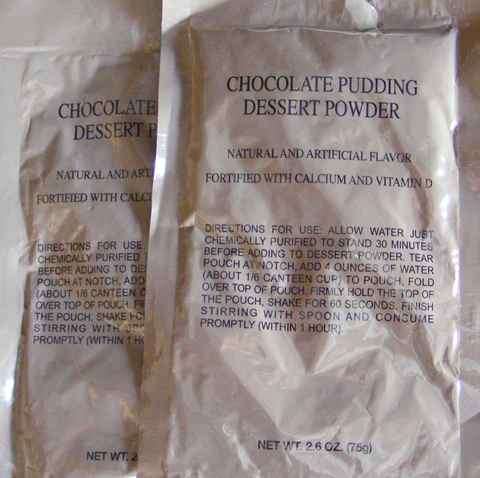 CHOCOLATE PUDDING
DESSERT POWDER
NATURAL AND ARTIFICIAL FLAVOR
FORTIFIED WITH CALCIUM AND VITAMIN D
DIRECTIONS FOR USE: ALLOW WATER JUST
CHEMICALLY PURIFIED TO STAND 30 MINUTES
BEFORE ADDING TO DESSERT POWDER. TEAR
POUCH AT NOTCH, ADD 4 OUNCES OF WATER
(ABOUT 1/6 CANTEEN CUP) TO POUCH, FOLD
OVER TOP OF POUCH. FIRMLY HOLD THE TOP OF
THE POUCH, SHAKE FOR 60 SECONDS. FINISH
STIRRING WITH SPOON AND CONSUME
PROMPTLY (WITHIN 1 HOUR).
NET WT. 2.6 OZ. (75g)
CHOCOLATE
DESSERT P
NATURAL AND ART
FORTIFIED WITH CALC
DIRECTIONS FOR USE
CHEMICALLY PURIFIED
BEFORE ADDING TO DE
POUCH AT NOTCH, ADD
(ABOUT 1/6 CANTEEN C
OVER TOP OF POUCH. FI
THE POUCH, SHAKE FO
STIRRING WITH
PROMPTLY (WITHIN 1 H
NET WT.